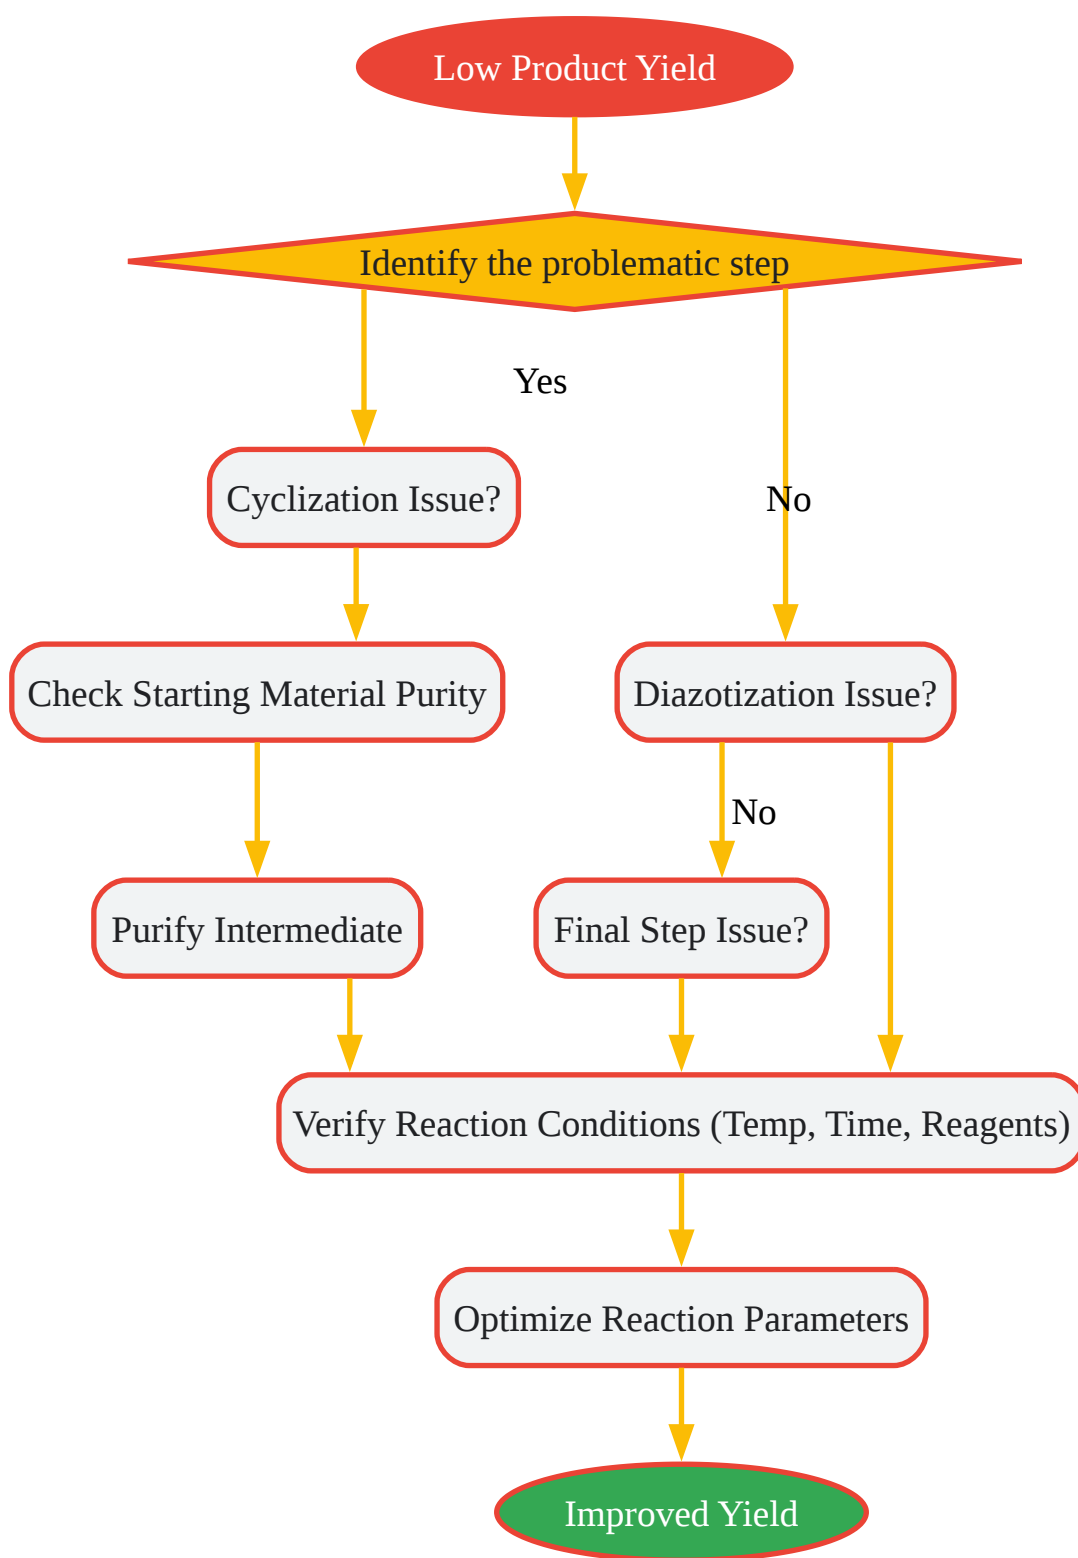 Low Product Yield
Identify the problematic step
Yes
Cyclization Issue?
No
Check Starting Material Purity
Diazotization Issue?
No
Purify Intermediate
Final Step Issue?
Verify Reaction Conditions (Temp, Time, Reagents)
Optimize Reaction Parameters
Improved Yield